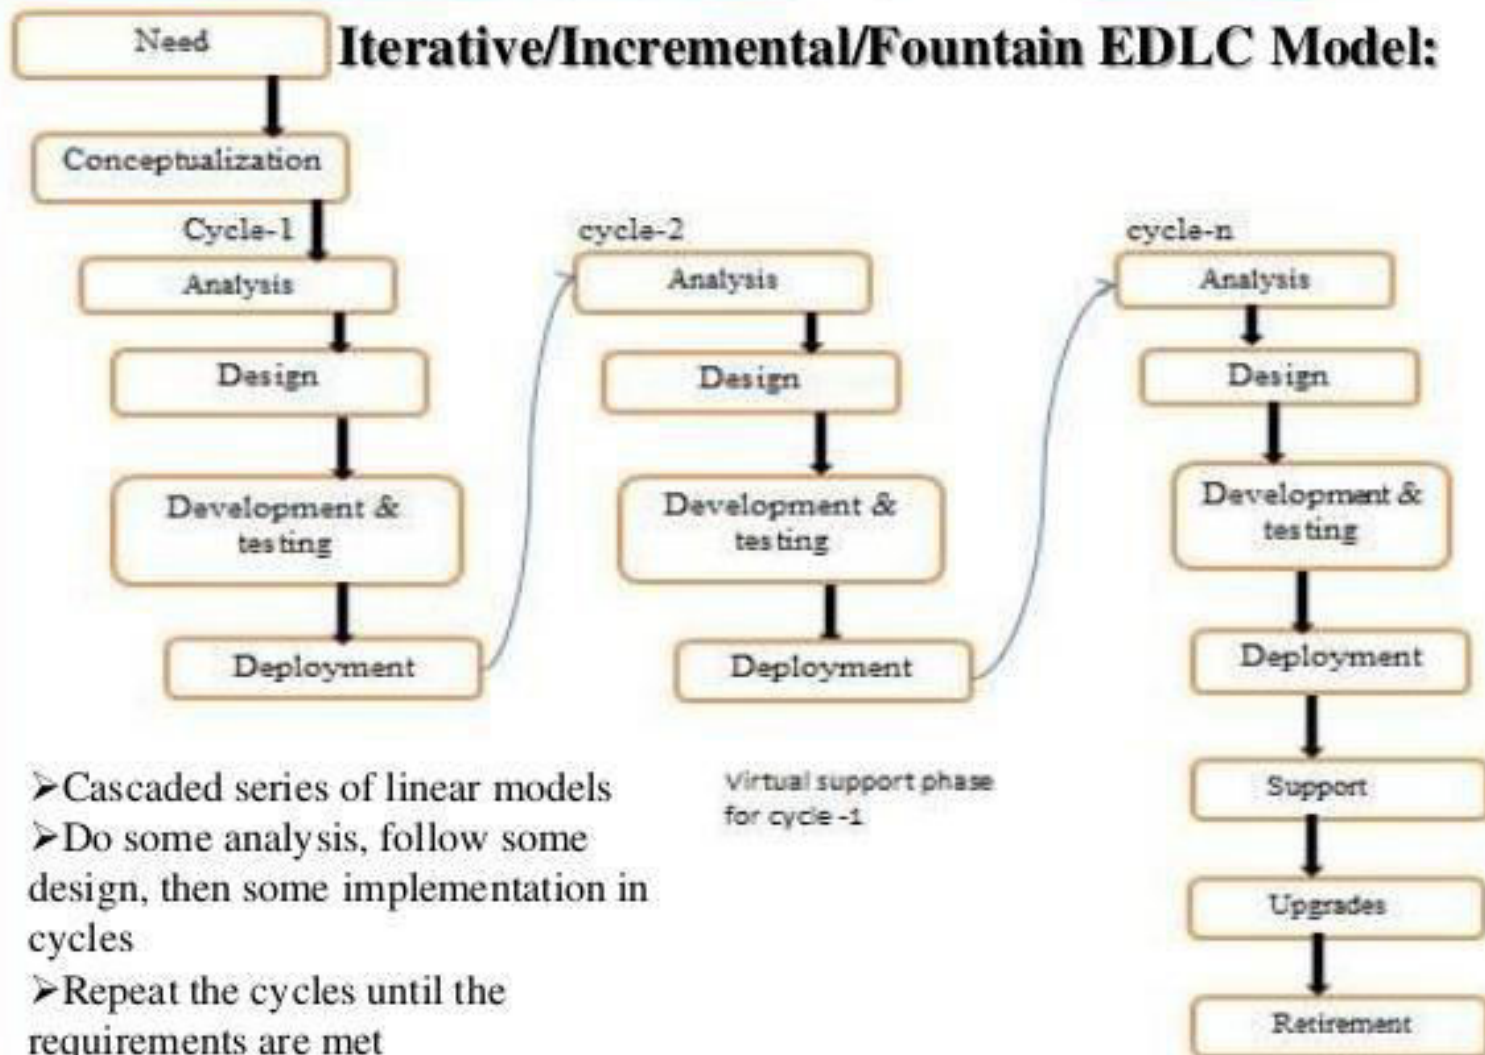 Need
Iterative/Incremental/Fountain EDLC Model:
Conceptualization
Cycle-1
Analysis
Design
Development &
testing
Deployment
cycle-2
Analysis
Design
Development &
testing
Deployment
cycle-n
Analysis
Design
Development &
testing
Deployment
Support
Upgrades
Retirement
➢Cascaded series of linear models
➢Do some analysis, follow some
design, then some implementation in
cycles
➢Repeat the cycles until the
requirements are met
Virtual support phase
for cycle -1